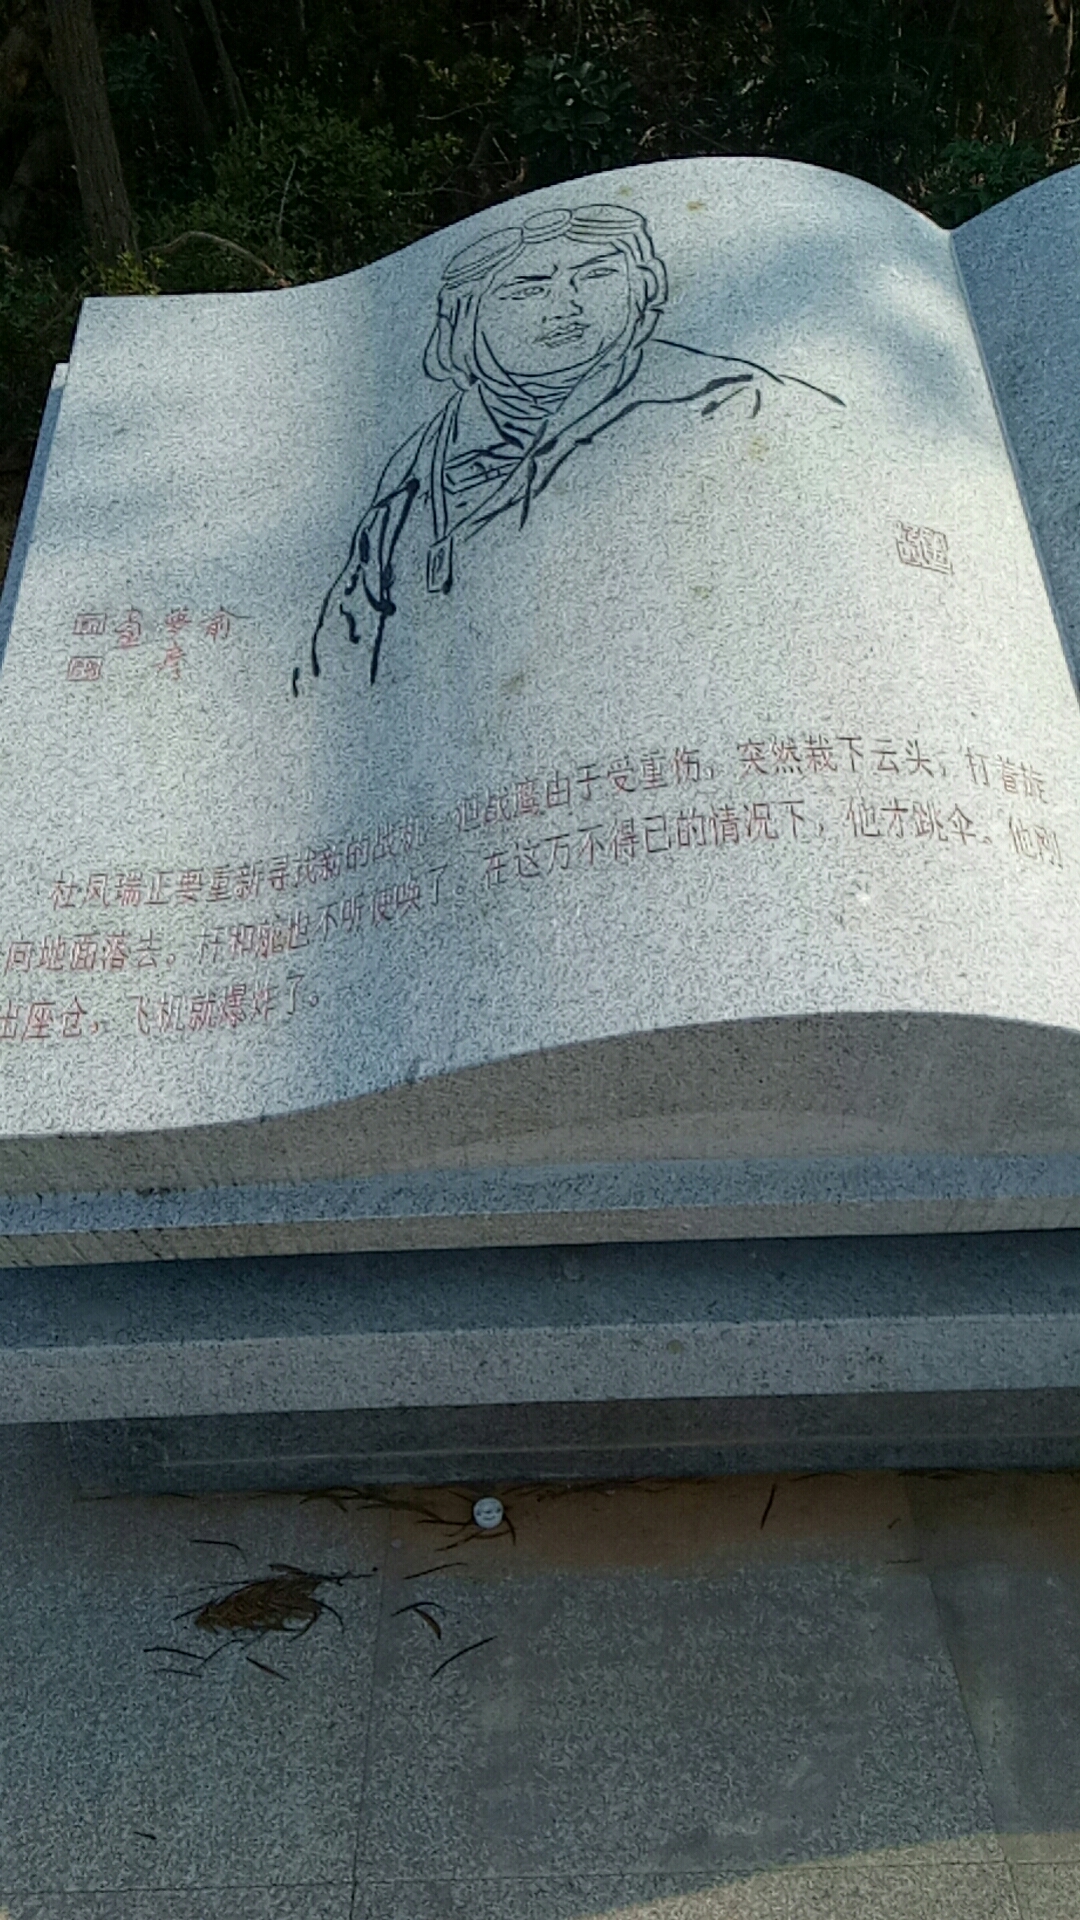 杜凤瑞正要重新寻找新的战机，但战鹰由于受重伤，突然栽下云头，打着旋
向地面落去。杆和舵也不听使唤了。在这万不得已的情况下，他才跳伞。他刚
出座仓，飞机就爆炸了。